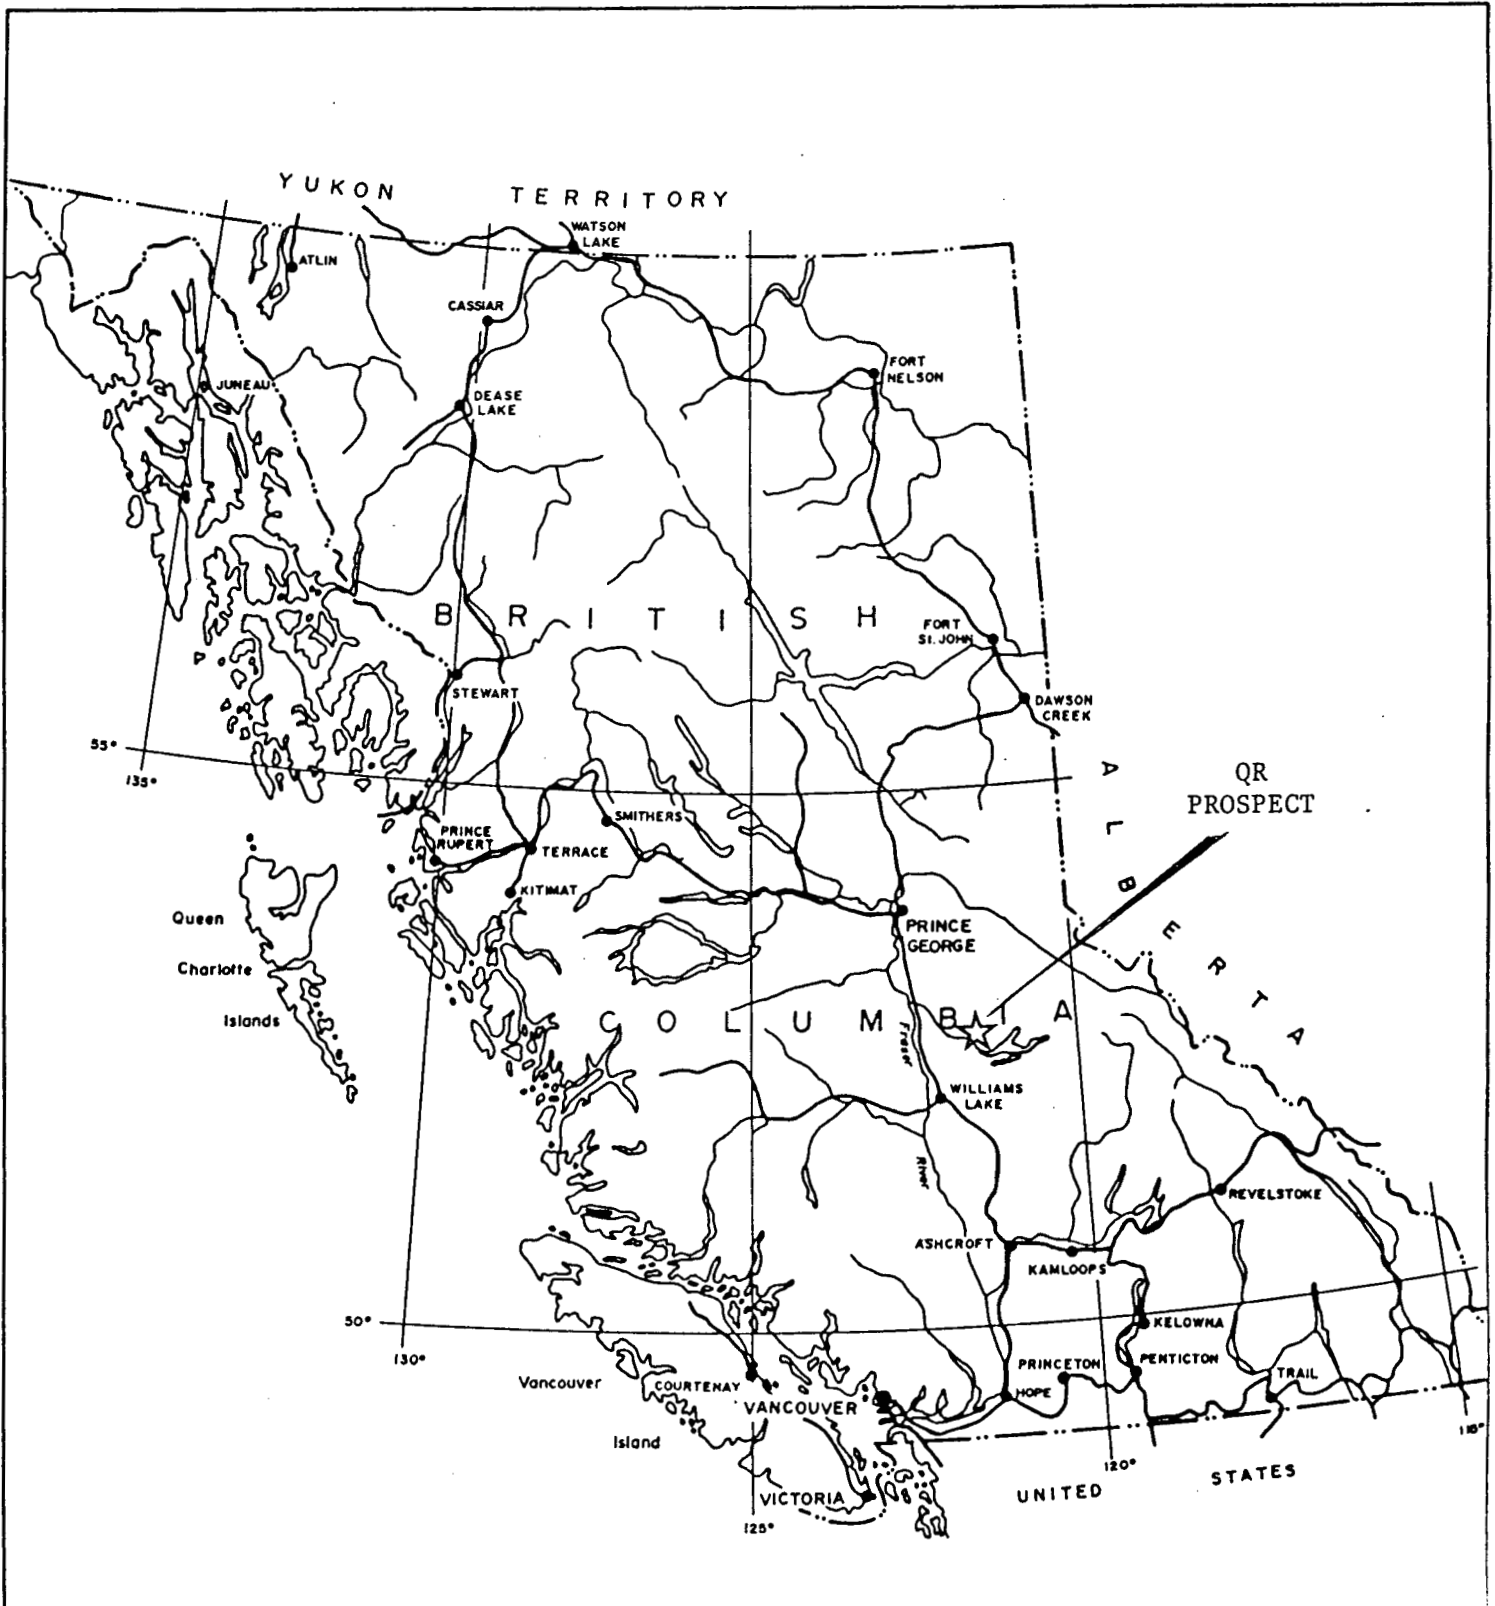 YUKON TERRITORY
WATSON
LAKE
ATLIN
CASSIAR
JUNEAU
DEASE
LAKE
FORT
NELSON
BRITISH
FORT
ST. JOHN
STEWART
DAWSON
CREEK
55°
135°
ALBERTA
QR
PROSPECT
SMITHERS
PRINCE
RUPERT
TERRACE
KITIMAT
Queen
Charlotte
Islands
PRINCE
GEORGE
COLUMBIA
Fraser
River
WILLIAMS
LAKE
REVELSTOKE
ASHCROFT
KAMLOOPS
50°
130°
KELOWNA
PRINCETON
PENTICTON
TRAIL
HOPE
Vancouver
Island
COURTENAY
VANCOUVER
VICTORIA
125°
120°
115°
UNITED STATES